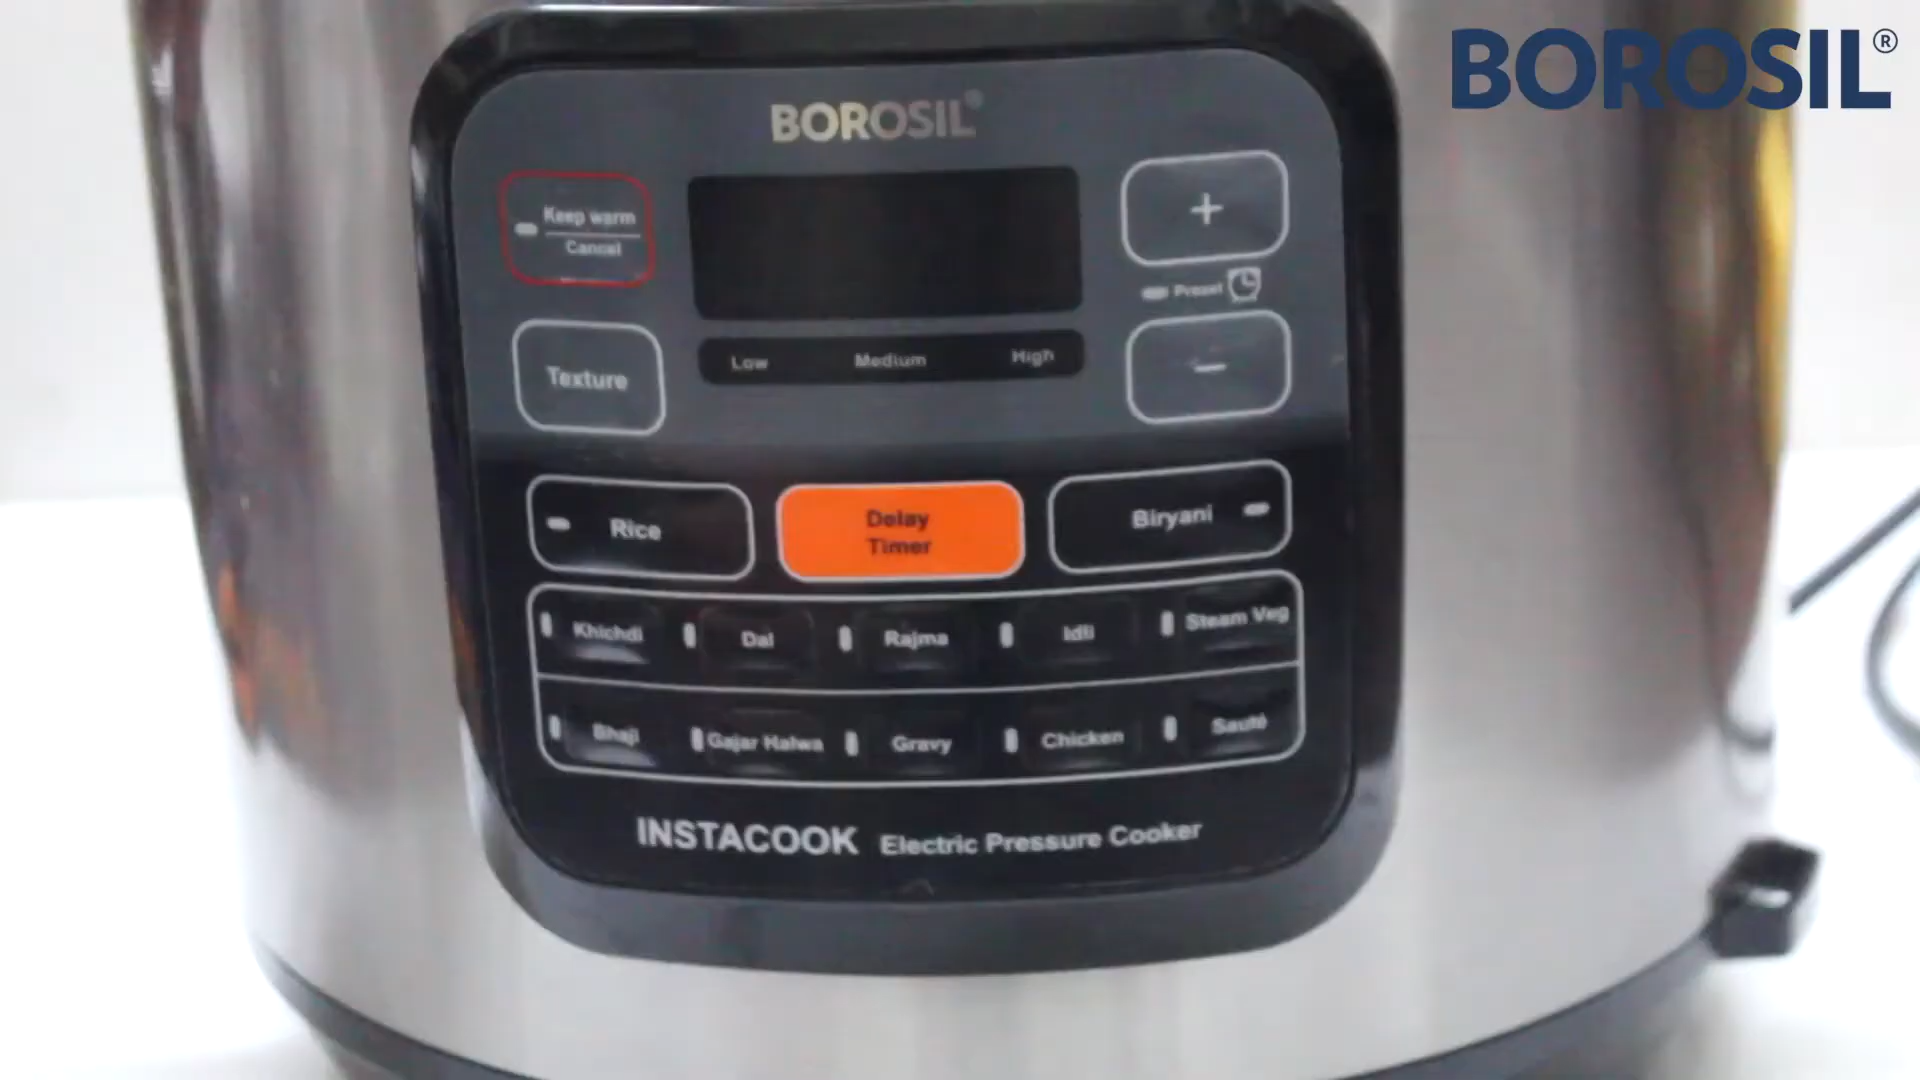 BOROSIL®
BOROSIL®
Keep warm
Cancel
+
Preset
Texture
Low Medium High
−
Rice
Delay
Timer
Biryani
Khichdi Dal Rajma Idli Steam Veg
Bhaji Gajar Halwa Gravy Chicken Sauté
INSTACOOK Electric Pressure Cooker